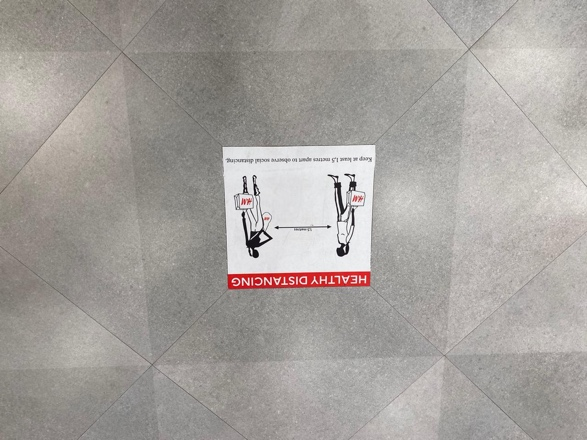 HEALTHY DISTANCING
1.5 metres
H&M
H&M
H&M
Keep at least 1.5 metres apart to observe social distancing.